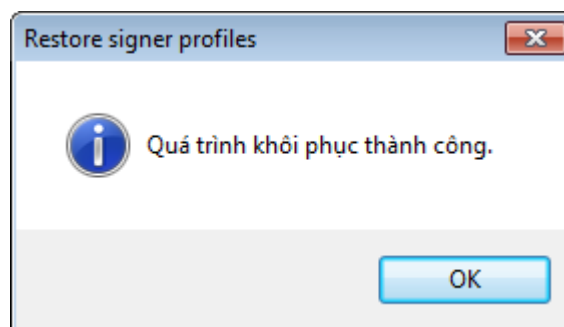 Restore signer profiles
Quá trình khôi phục thành công.
OK